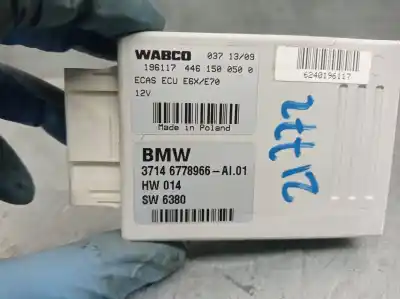 WABCO 037 13/09
196117 446 150 050 0
ECAS ECU E6X/E70
12V
Made in Poland
6240196117
BMW
3714 6778966-AI.01
HW 014
SW 6380